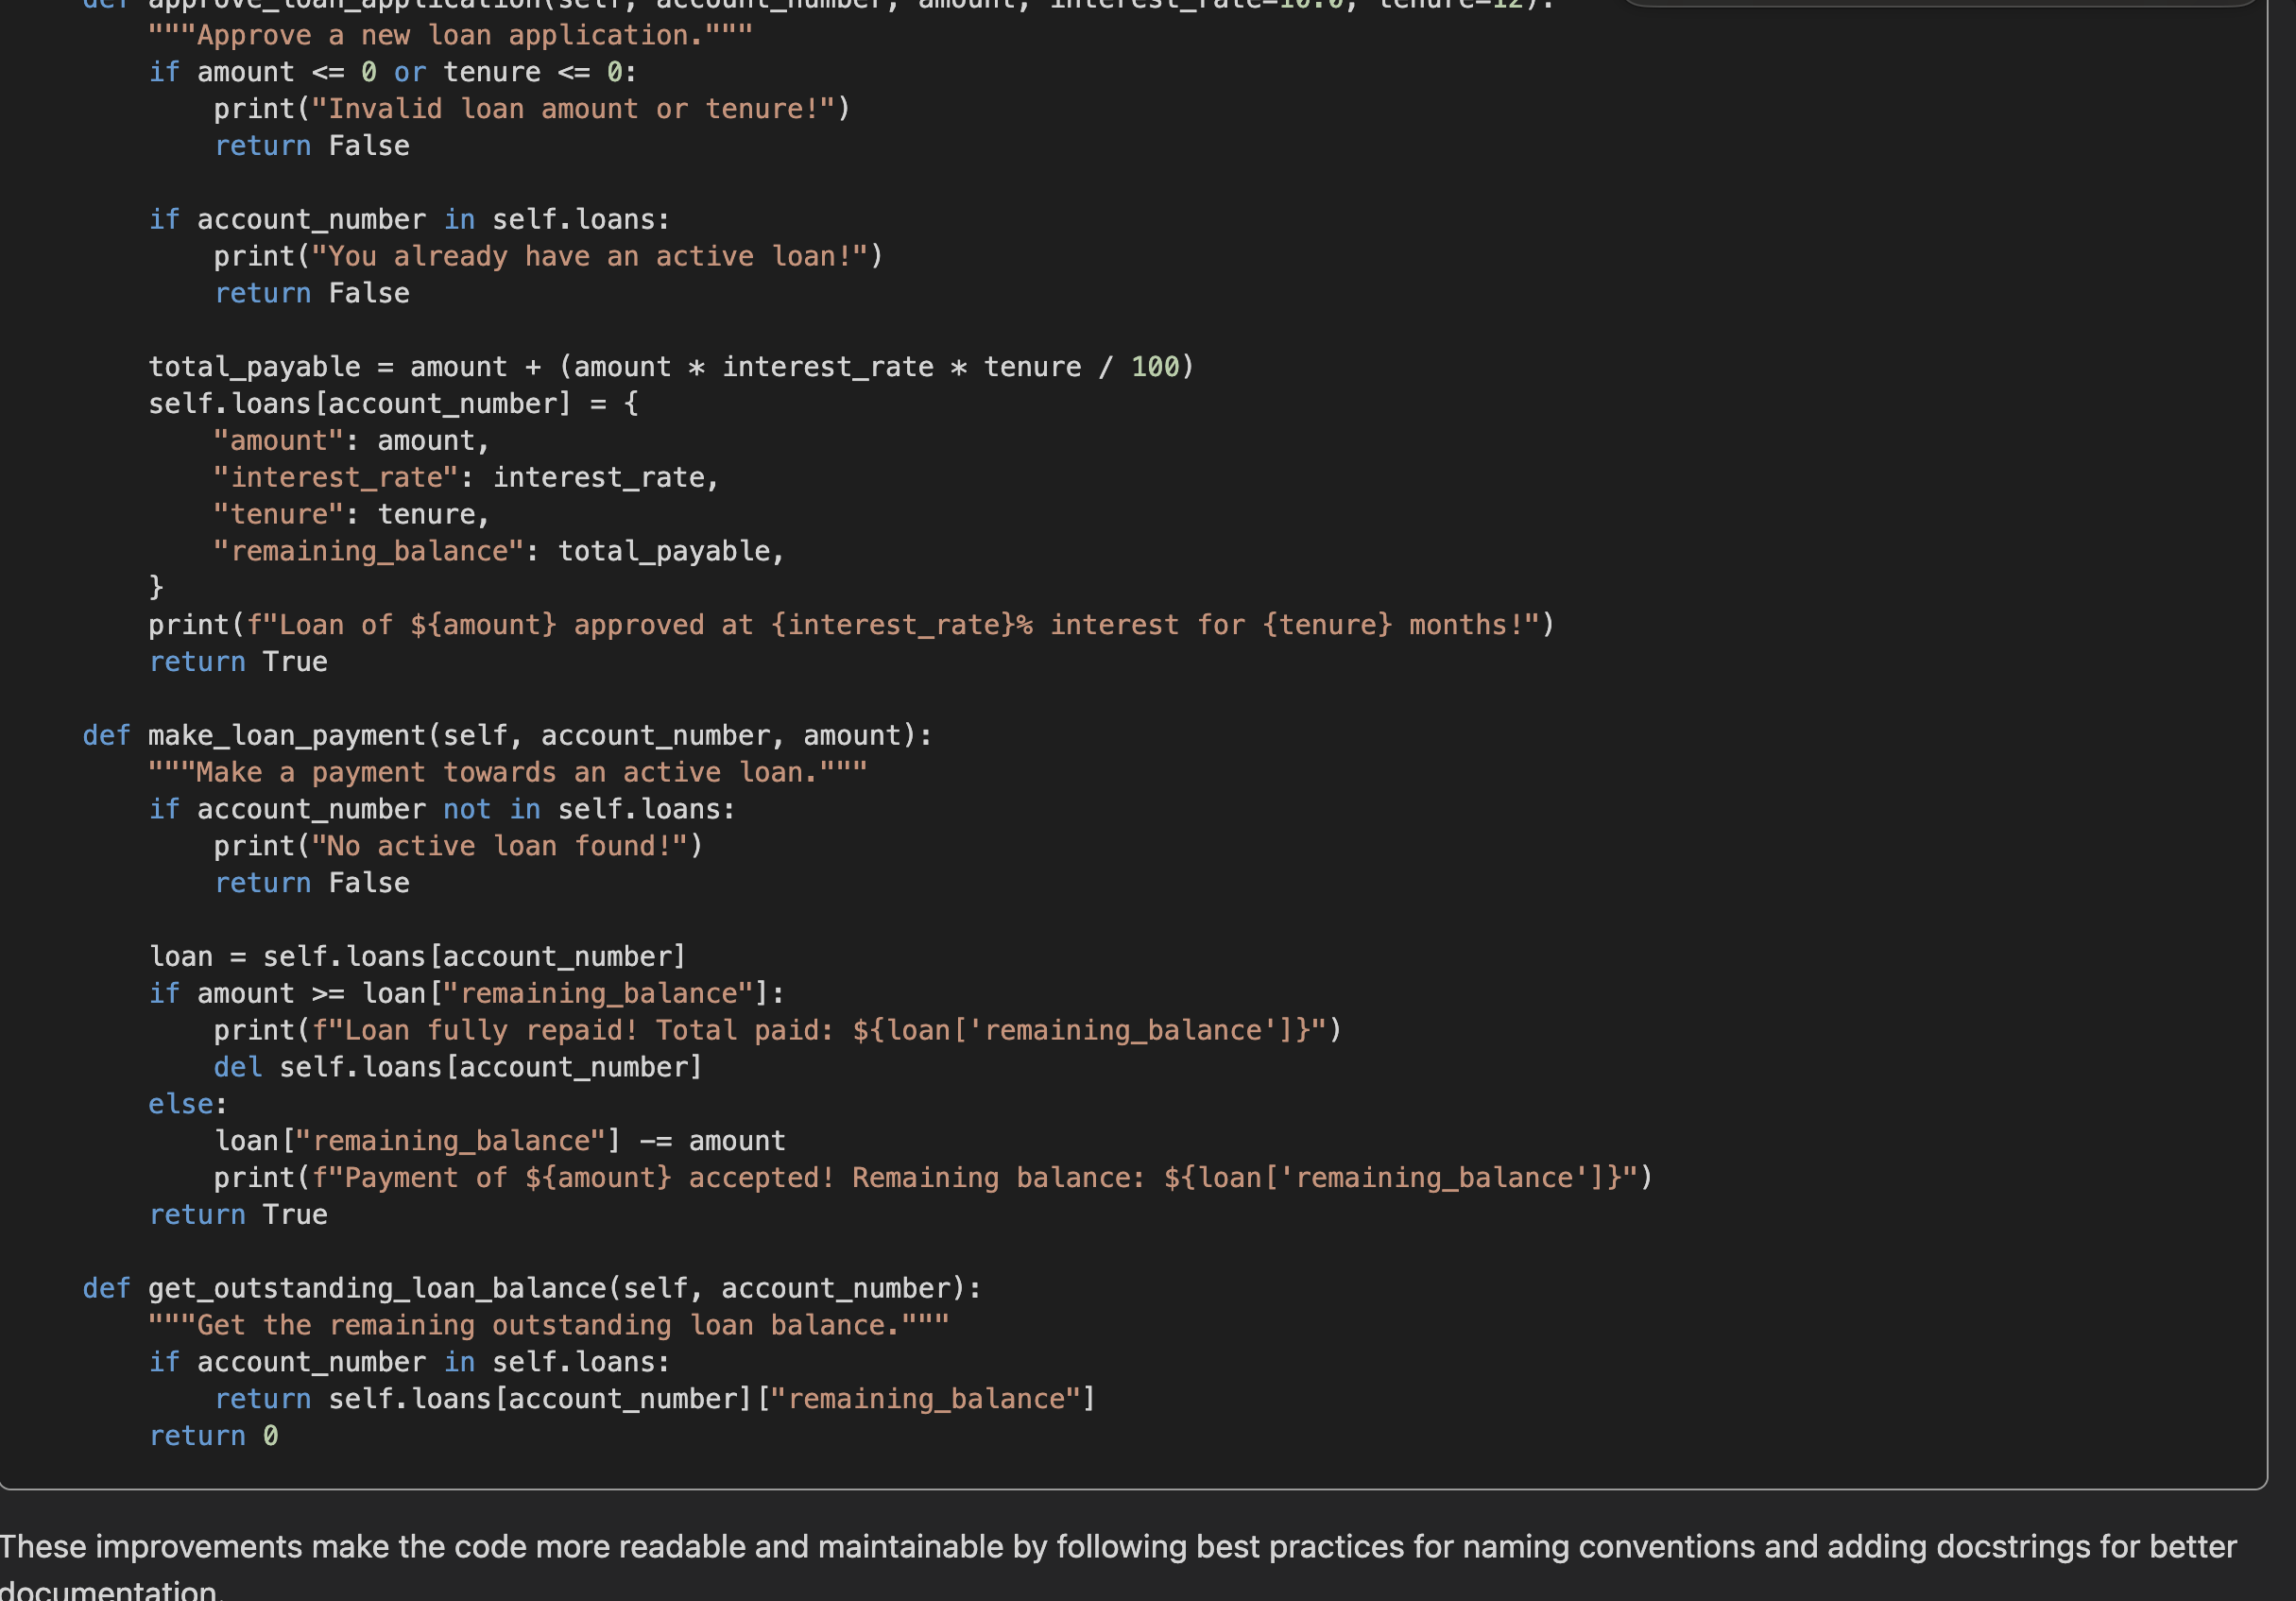 def approve_loan_application(self, account_number, amount, interest_rate=10.0, tenure=12):
    """Approve a new loan application."""
    if amount <= 0 or tenure <= 0:
        print("Invalid loan amount or tenure!")
        return False

    if account_number in self.loans:
        print("You already have an active loan!")
        return False

    total_payable = amount + (amount * interest_rate * tenure / 100)
    self.loans[account_number] = {
        "amount": amount,
        "interest_rate": interest_rate,
        "tenure": tenure,
        "remaining_balance": total_payable,
    }
    print(f"Loan of ${amount} approved at {interest_rate}% interest for {tenure} months!")
    return True

def make_loan_payment(self, account_number, amount):
    """Make a payment towards an active loan."""
    if account_number not in self.loans:
        print("No active loan found!")
        return False

    loan = self.loans[account_number]
    if amount >= loan["remaining_balance"]:
        print(f"Loan fully repaid! Total paid: ${loan['remaining_balance']}")
        del self.loans[account_number]
    else:
        loan["remaining_balance"] -= amount
        print(f"Payment of ${amount} accepted! Remaining balance: ${loan['remaining_balance']}")
    return True

def get_outstanding_loan_balance(self, account_number):
    """Get the remaining outstanding loan balance."""
    if account_number in self.loans:
        return self.loans[account_number]["remaining_balance"]
    return 0

These improvements make the code more readable and maintainable by following best practices for naming conventions and adding docstrings for better
documentation.